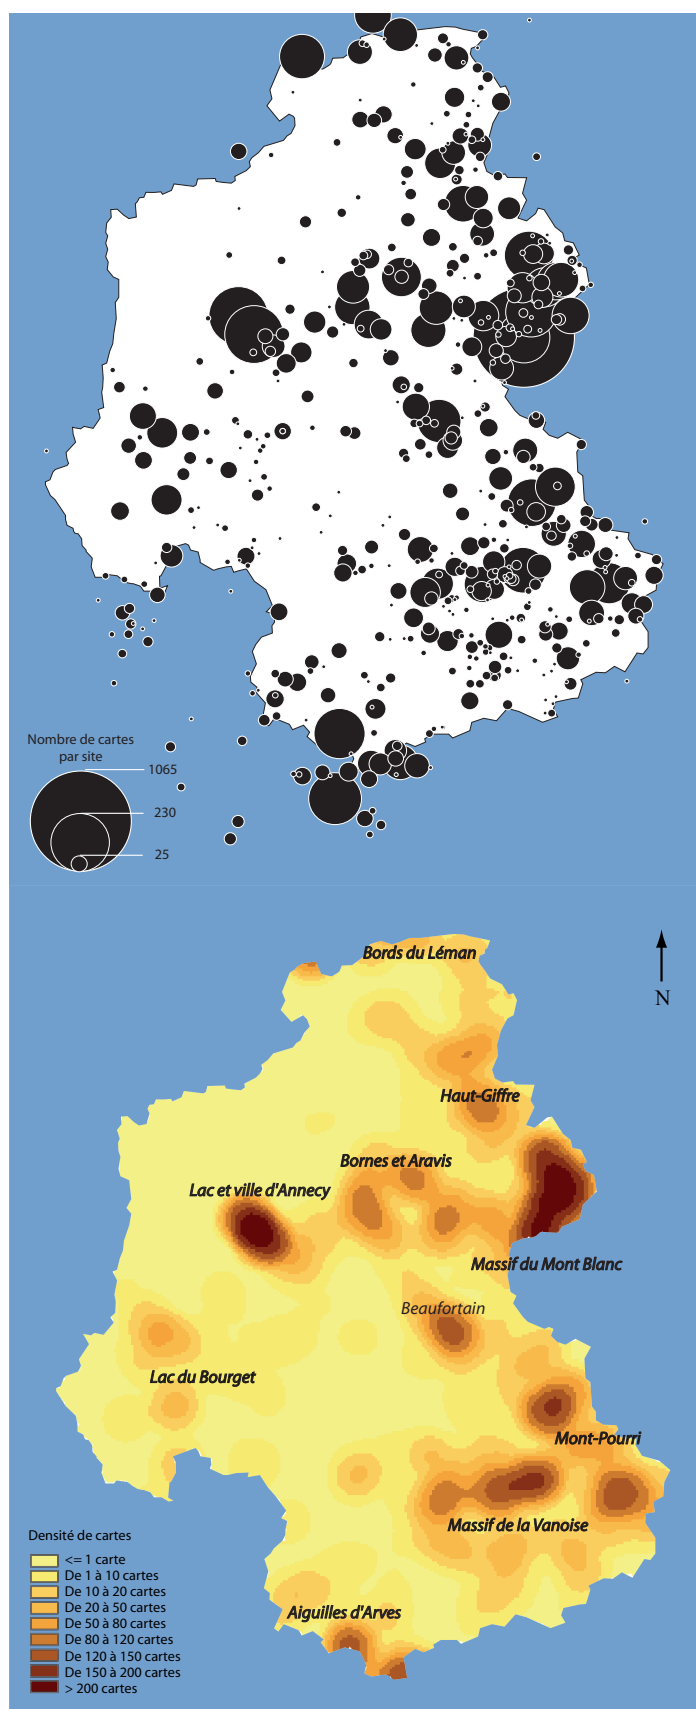 Nombre de cartes
par site
1065
230
25
Bords du Léman
N
Haut-Giffre
Bornes et Aravis
Lac et ville d'Annecy
Massif du Mont Blanc
Beaufortain
Lac du Bourget
Mont-Pourri
Massif de la Vanoise
Densité de cartes
<= 1 carte
De 1 à 10 cartes
De 10 à 20 cartes
De 20 à 50 cartes
De 50 à 80 cartes
De 80 à 120 cartes
De 120 à 150 cartes
De 150 à 200 cartes
> 200 cartes
Aiguilles d'Arves